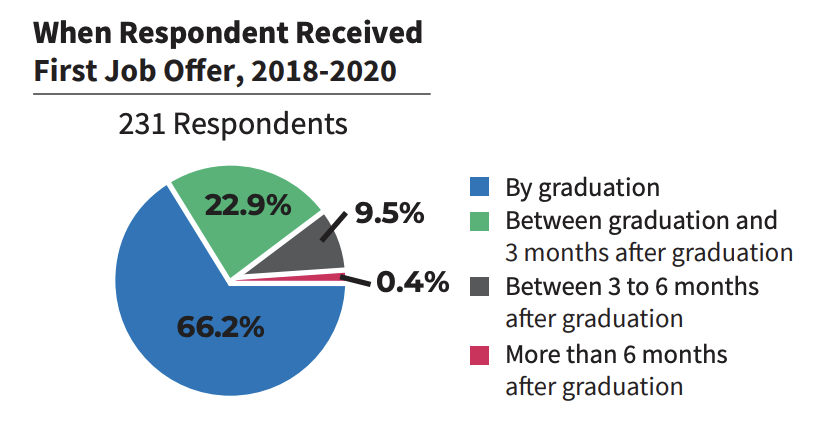 When Respondent Received
First Job Offer, 2018-2020
231 Respondents
22.9%
9.5%
0.4%
66.2%
By graduation
Between graduation and
3 months after graduation
Between 3 to 6 months
after graduation
More than 6 months
after graduation